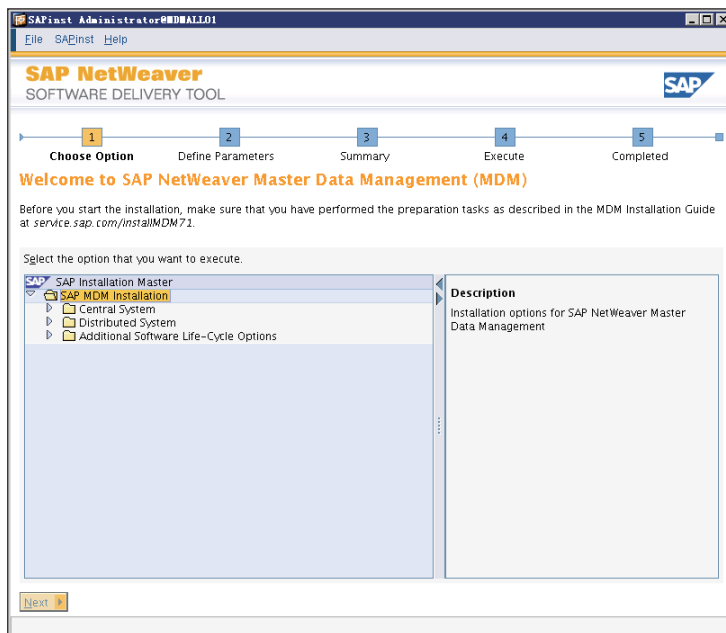 SAPinst Administrator@MDMALL01
File SAPinst Help
SAP NetWeaver
SOFTWARE DELIVERY TOOL
SAP
1 2 3 4 5
Choose Option Define Parameters Summary Execute Completed
Welcome to SAP NetWeaver Master Data Management (MDM)
Before you start the installation, make sure that you have performed the preparation tasks as described in the MDM Installation Guide
at service.sap.com/installMDM71.
Select the option that you want to execute.
SAP SAP Installation Master
SAP MDM Installation
Central System
Distributed System
Additional Software Life-Cycle Options
Description
Installation options for SAP NetWeaver Master
Data Management
Next